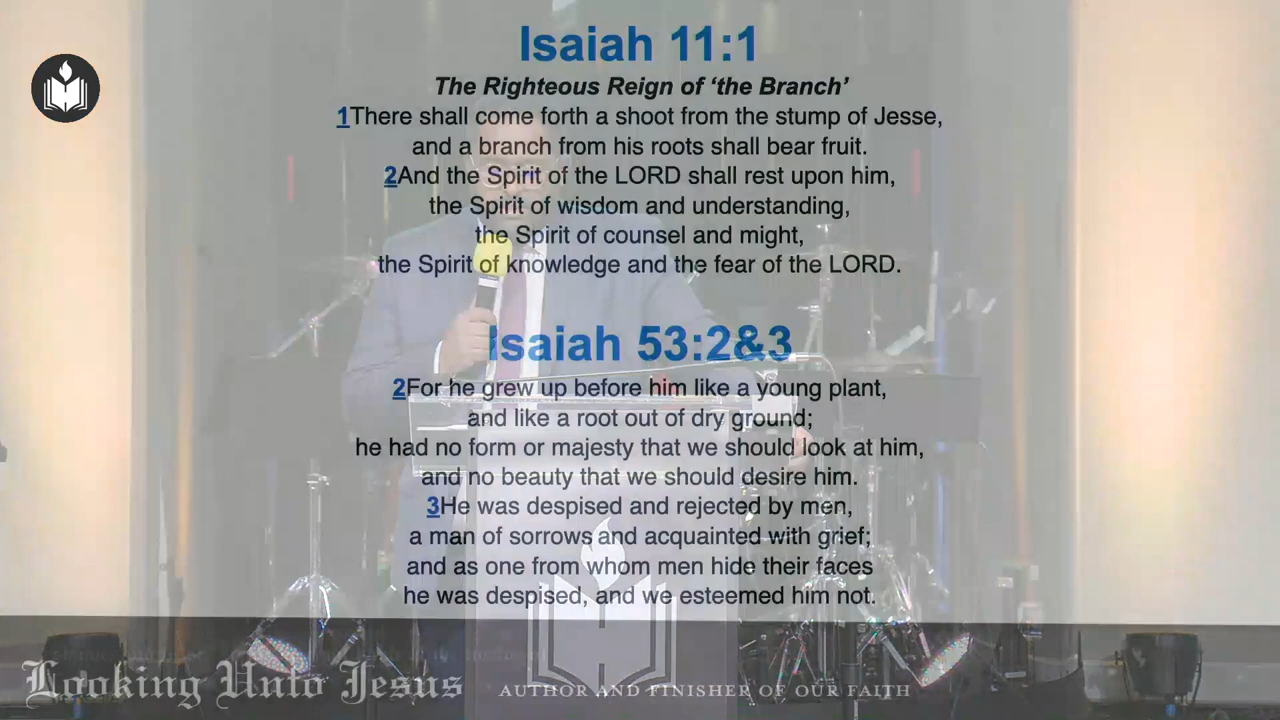 Isaiah 11:1
The Righteous Reign of ‘the Branch’
1There shall come forth a shoot from the stump of Jesse,
and a branch from his roots shall bear fruit.
2And the Spirit of the LORD shall rest upon him,
the Spirit of wisdom and understanding,
the Spirit of counsel and might,
the Spirit of knowledge and the fear of the LORD.
Isaiah 53:2&3
2For he grew up before him like a young plant,
and like a root out of dry ground;
he had no form or majesty that we should look at him,
and no beauty that we should desire him.
3He was despised and rejected by men,
a man of sorrows and acquainted with grief;
and as one from whom men hide their faces
he was despised, and we esteemed him not.
Looking Unto Jesus AUTHOR AND FINISHER OF OUR FAITH